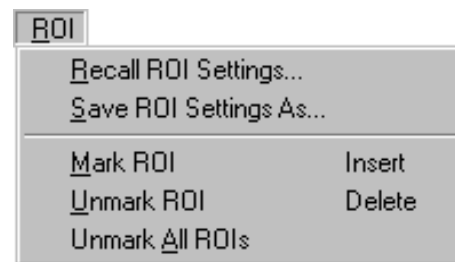 ROI
Recall ROI Settings...
Save ROI Settings As...
Mark ROI Insert
Unmark ROI Delete
Unmark All ROIs